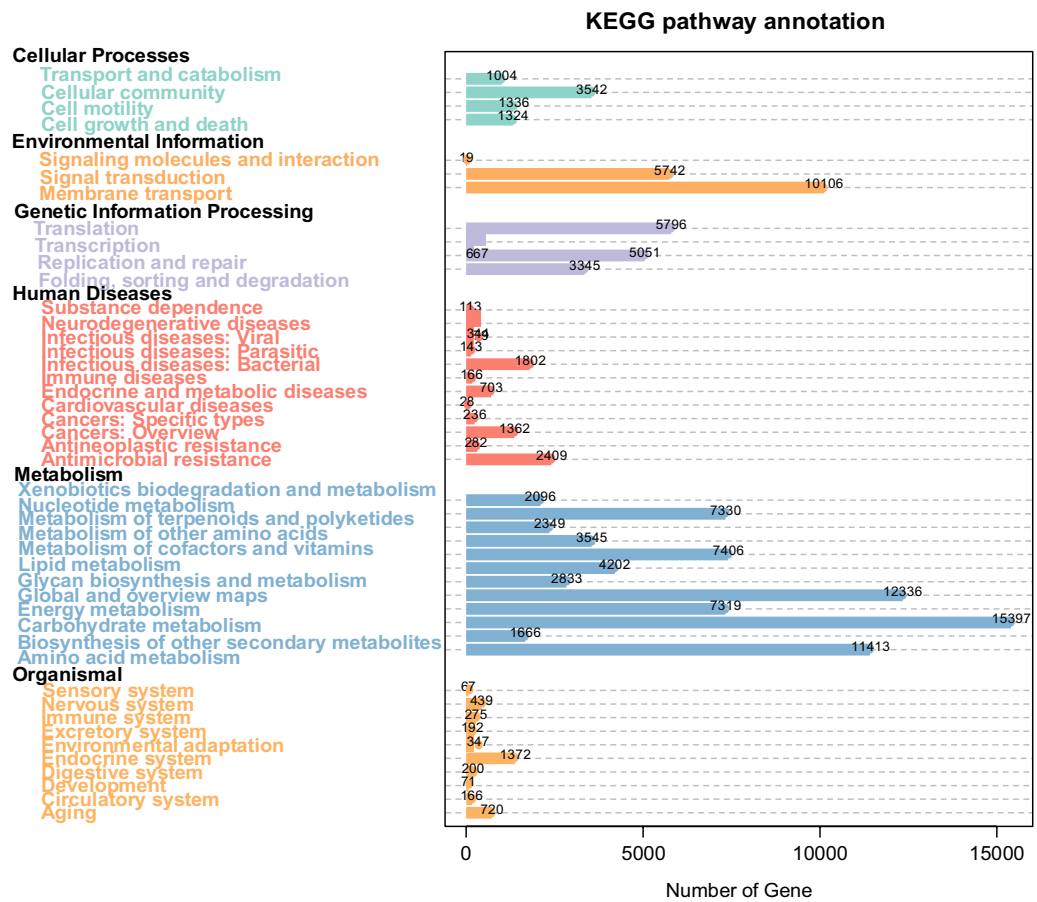 KEGG pathway annotation
Cellular Processes
Transport and catabolism 1004
Cellular community 3542
Cell motility 1336
Cell growth and death 1324
Environmental Information
Signaling molecules and interaction 19
Signal transduction 5742
Membrane transport 10106
Genetic Information Processing
Translation 5796
Transcription
Replication and repair 667 5051
Folding, sorting and degradation 3345
Human Diseases
Substance dependence 113
Neurodegenerative diseases
Infectious diseases: Viral 344
Infectious diseases: Parasitic 143
Infectious diseases: Bacterial 1802
Immune diseases 166
Endocrine and metabolic diseases 703
Cardiovascular diseases 28
Cancers: Specific types 236
Cancers: Overview 1362
Antineoplastic resistance 282
Antimicrobial resistance 2409
Metabolism
Xenobiotics biodegradation and metabolism 2096
Nucleotide metabolism 7330
Metabolism of terpenoids and polyketides 2349
Metabolism of other amino acids 3545
Metabolism of cofactors and vitamins 7406
Lipid metabolism 4202
Glycan biosynthesis and metabolism 2833
Global and overview maps 12336
Energy metabolism 7319
Carbohydrate metabolism 15397
Biosynthesis of other secondary metabolites 1666
Amino acid metabolism 11413
Organismal
Sensory system 67
Nervous system 439
Immune system 275
Excretory system 192
Environmental adaptation 347
Endocrine system 1372
Digestive system 200
Development 71
Circulatory system 166
Aging 720
0 5000 10000 15000
Number of Gene